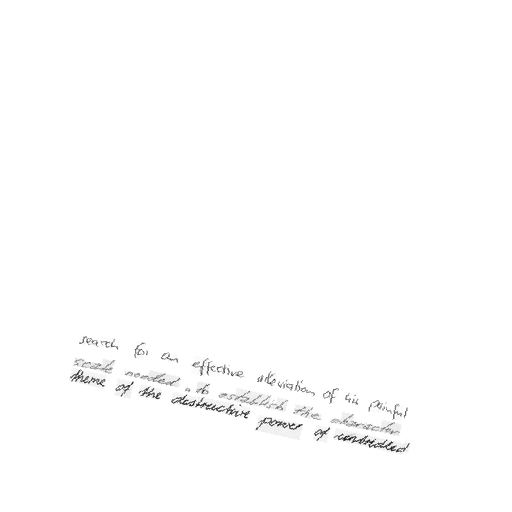 search for an effective alleviation of his painful
scale needed " to establish the character
theme of the destructive power of uncontrolled